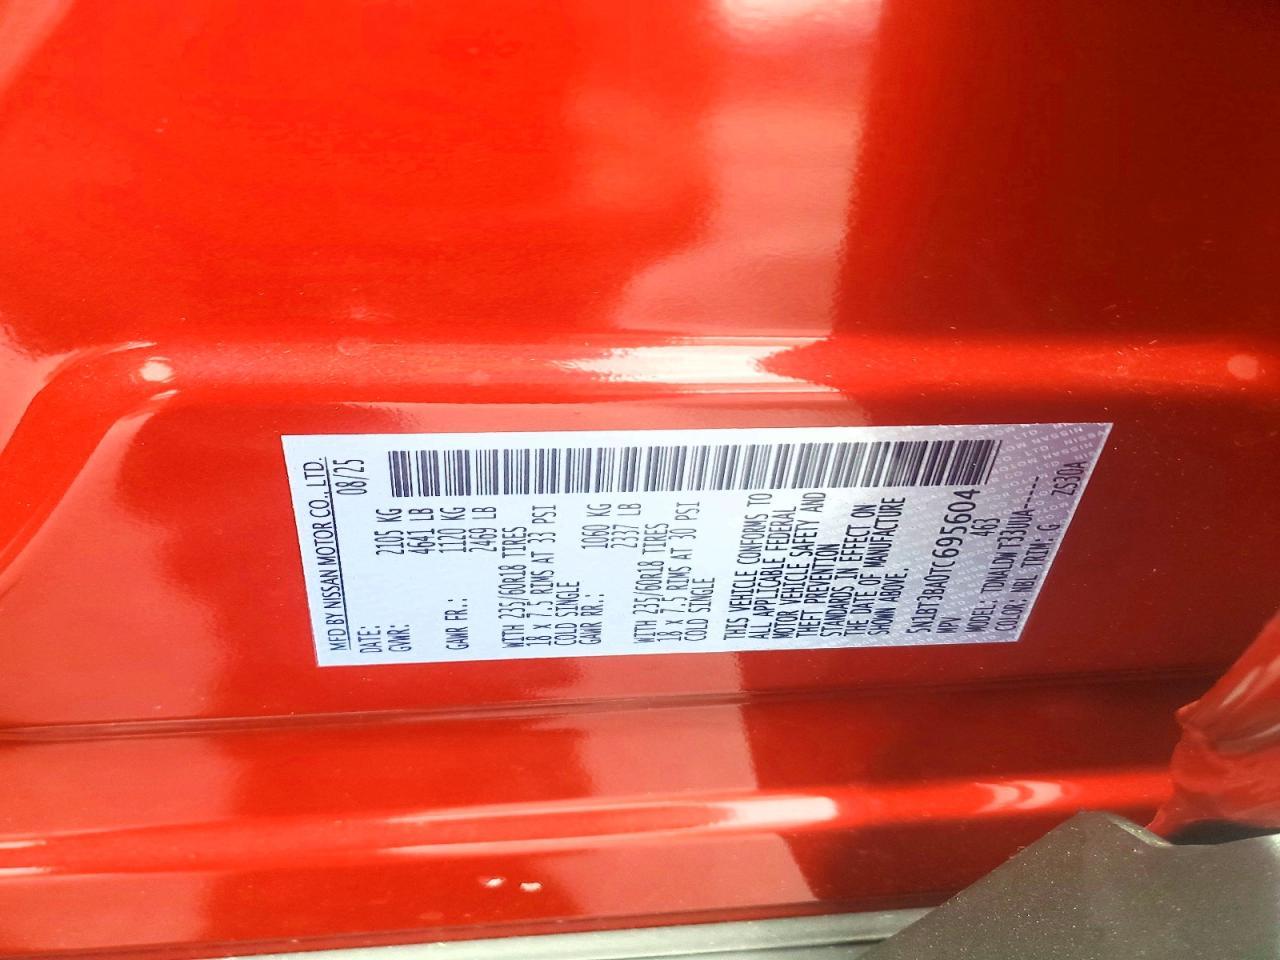 MFD BY NISSAN MOTOR CO., LTD.
DATE: 08/25
GVWR: 2105 KG
4641 LB
GAWR FR.: 1120 KG
2469 LB
WITH 235/60R18 TIRES
18 X 7.5 RIMS AT 33 PSI
COLD SINGLE
GAWR RR.: 1060 KG
2337 LB
WITH 235/60R18 TIRES
18 X 7.5 RIMS AT 30 PSI
COLD SINGLE
THIS VEHICLE CONFORMS TO
ALL APPLICABLE FEDERAL
MOTOR VEHICLE SAFETY AND
THEFT PREVENTION
STANDARDS IN EFFECT ON
THE DATE OF MANUFACTURE
SHOWN ABOVE.
5N1BT3BA0TC695604
MPV 463
COLOR: NBL TRIM: G ZS30A